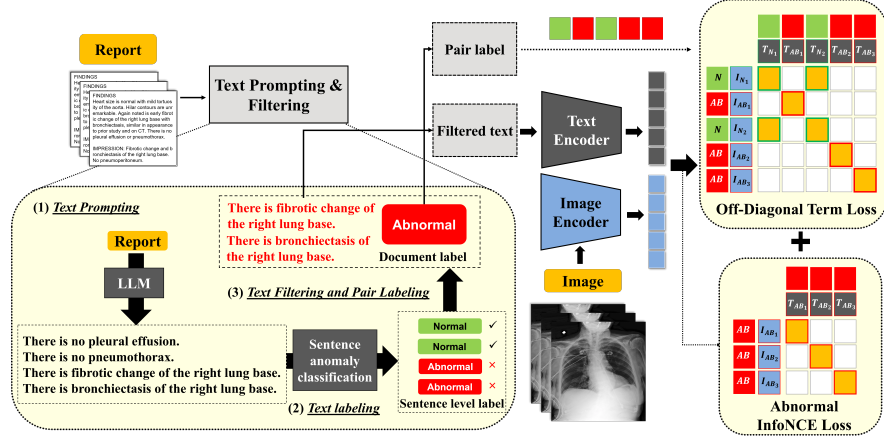 Report
FINDINGS
Heart size is normal with mild tortuos
ity of the aorta. Hilar contours are unr
emarkable. Again noted is early fibrot
ic change of the right lung base with
bronchiectasis, similar in appearance
to prior study and on CT. There is no
pleural effusion or pneumothorax.
IMPRESSION: Fibrotic change and b
ronchiectasis of the right lung base.
No pneumoperitoneum.
Text Prompting &
Filtering
Pair label
Filtered text
Text
Encoder
Image
Encoder
Image
(1) Text Prompting
Report
LLM
There is no pleural effusion.
There is no pneumothorax.
There is fibrotic change of the right lung base.
There is bronchiectasis of the right lung base.
Sentence
anomaly
classification
(2) Text labeling
Normal ✓
Normal ✓
Abnormal ✕
Abnormal ✕
Sentence level label
(3) Text Filtering and Pair Labeling
There is fibrotic change of
the right lung base.
There is bronchiectasis of
the right lung base.
Abnormal
Document label
T_N1 T_AB1 T_N2 T_AB2 T_AB3
N I_N1
AB I_AB1
N I_N2
AB I_AB2
AB I_AB3
Off-Diagonal Term Loss
+
T_AB1 T_AB2 T_AB3
AB I_AB1
AB I_AB2
AB I_AB3
Abnormal
InfoNCE Loss